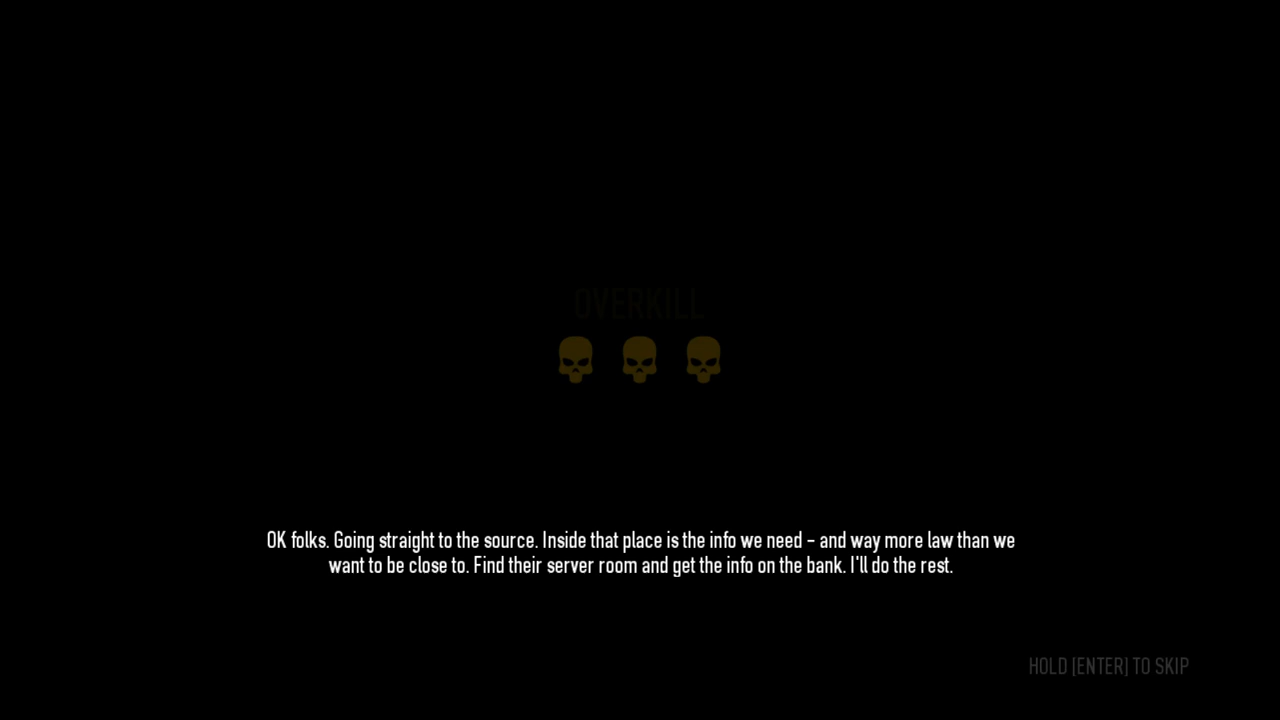 OVERKILL
OK folks. Going straight to the source. Inside that place is the info we need - and way more law than we
want to be close to. Find their server room and get the info on the bank. I'll do the rest.
HOLD [ENTER] TO SKIP